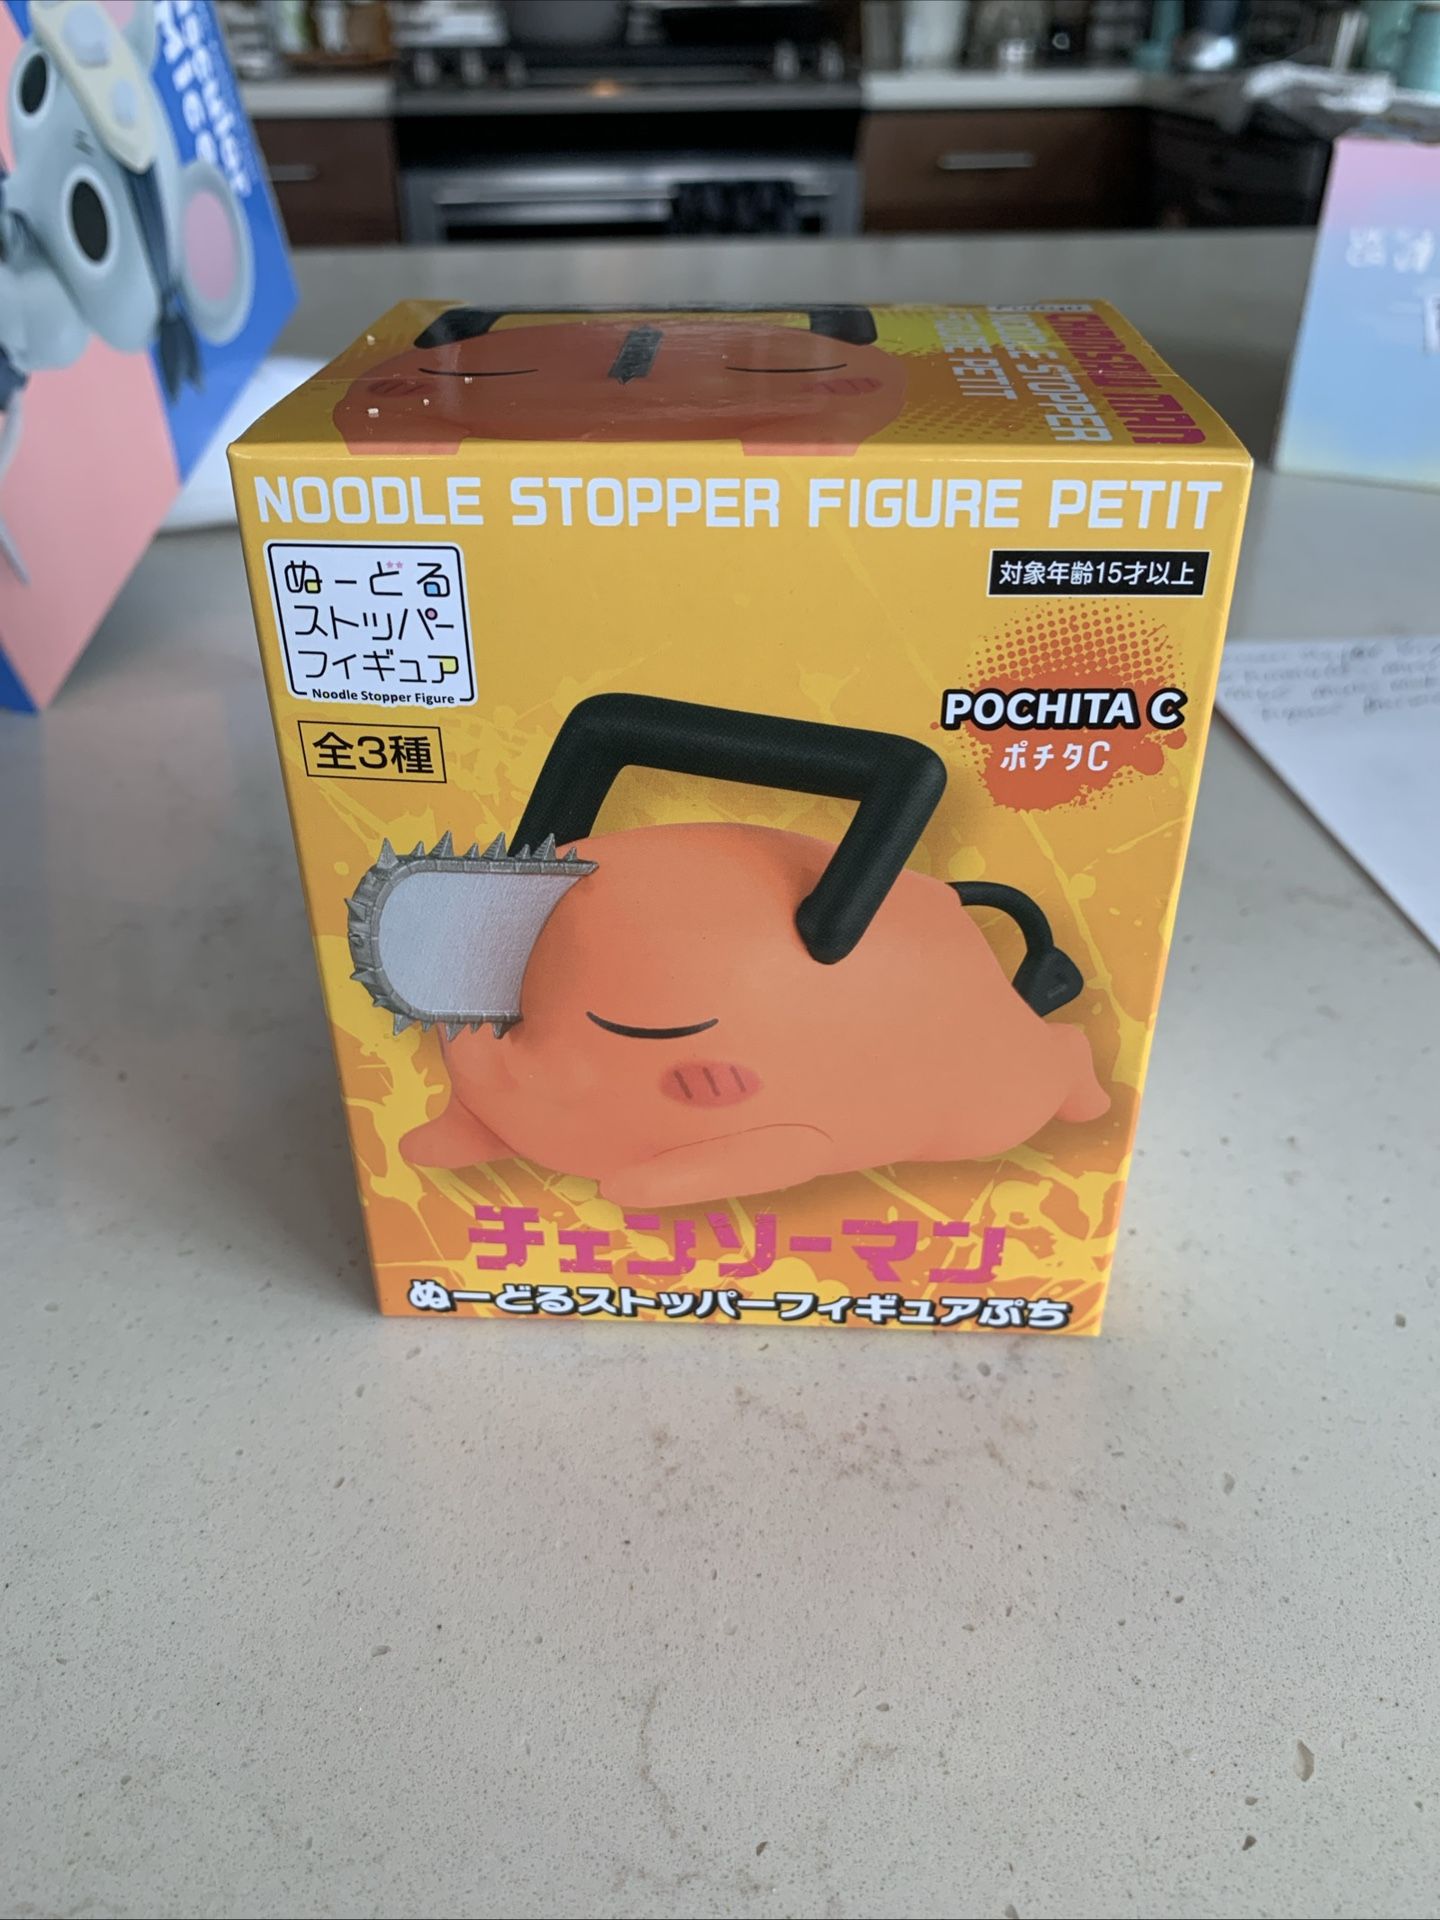 CHAINSAW MAN
NOODLE STOPPER
FIGURE PETIT
NOODLE STOPPER FIGURE PETIT
ぬーどる
ストッパー
フィギュア
Noodle Stopper Figure
対象年齢15才以上
全3種
POCHITA C
ポチタC
チェンソーマン
ぬーどるストッパーフィギュアぷち